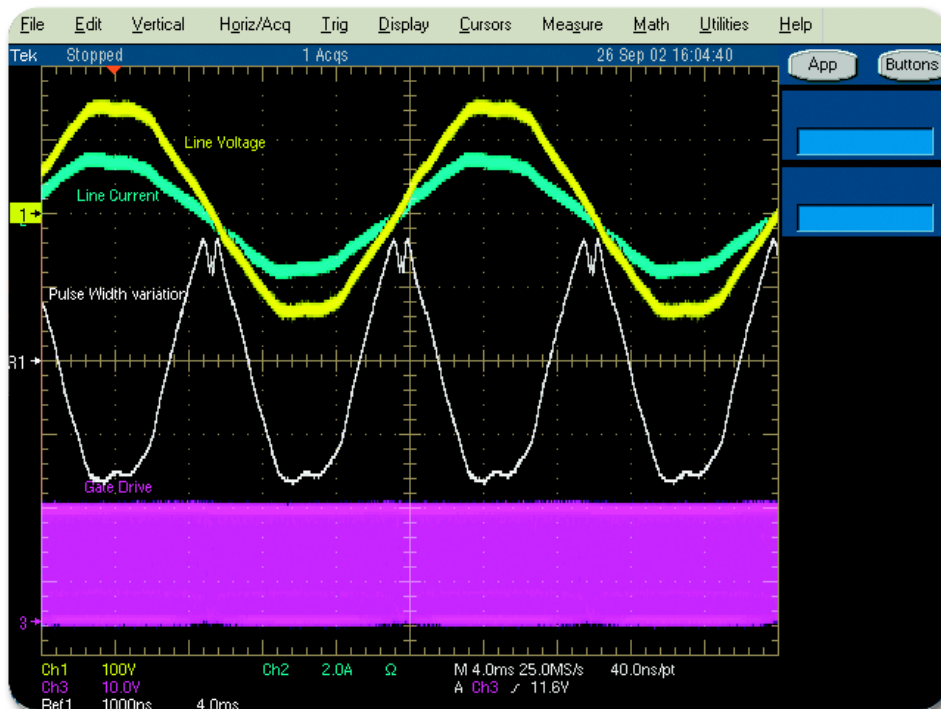 File Edit Vertical Horiz/Acq Trig Display Cursors Measure Math Utilities Help
Tek Stopped 1 Acqs 26 Sep 02 16:04:40
App Buttons
Line Voltage
Line Current
1
Pulse Width variation
R1
Gate Drive
3
Ch1 100V Ch2 2.0A Ω M 4.0ms 25.0MS/s 40.0ns/pt
Ch3 10.0V A Ch3 ∫ 11.6V
Ref1 1000ns 4.0ms